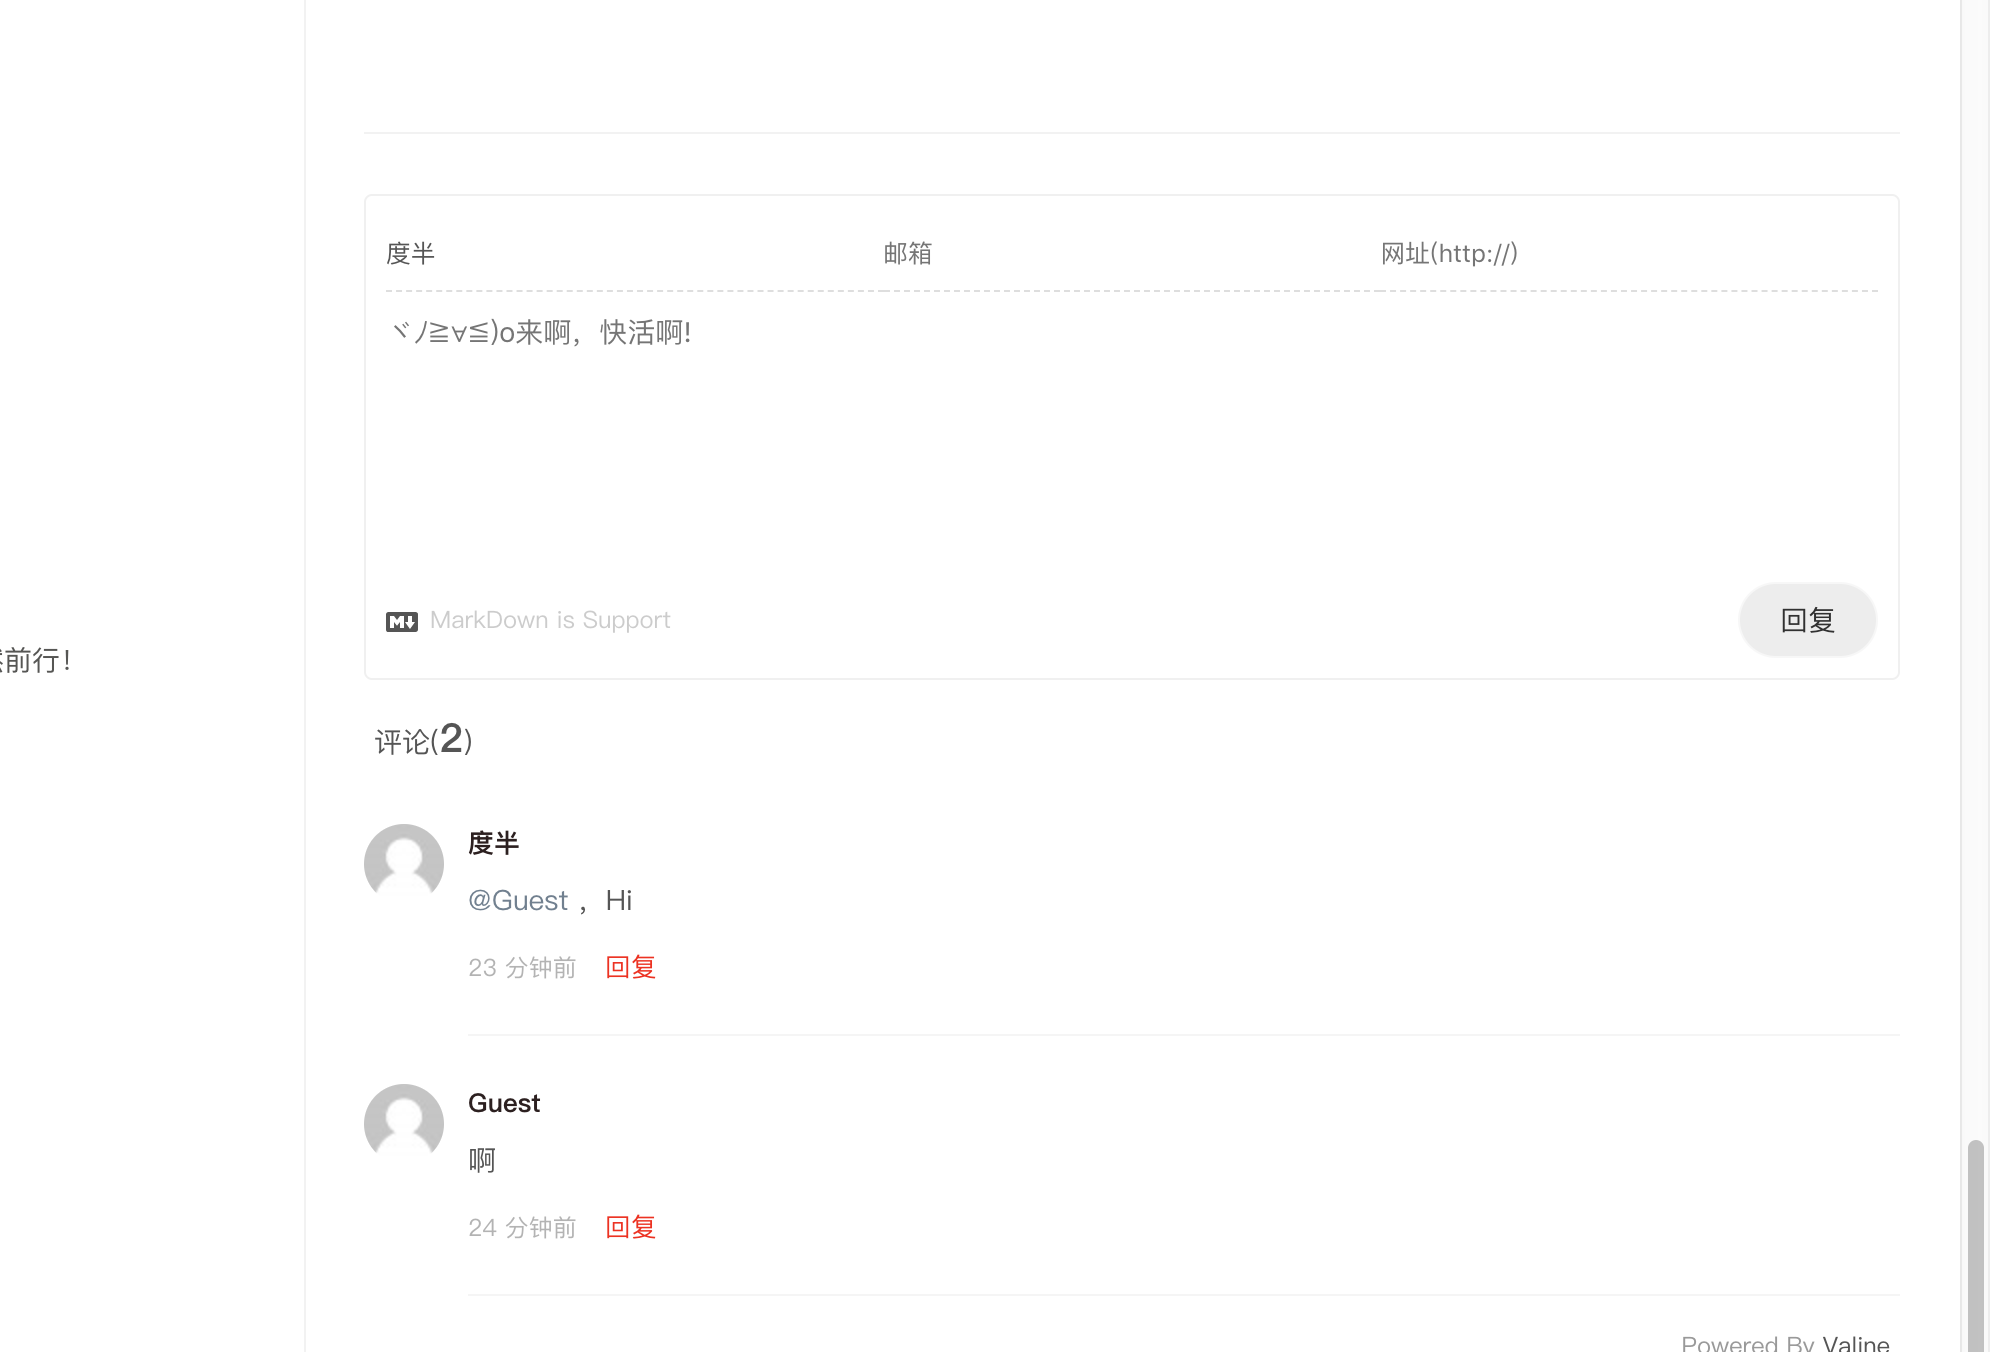 度半 邮箱 网址(http://)
ヾﾉ≧∀≦)o来啊，快活啊!
M↓ MarkDown is Support
回复
前行！
评论(2)
度半
@Guest ，Hi
23 分钟前 回复
Guest
啊
24 分钟前 回复
Powered By Valine